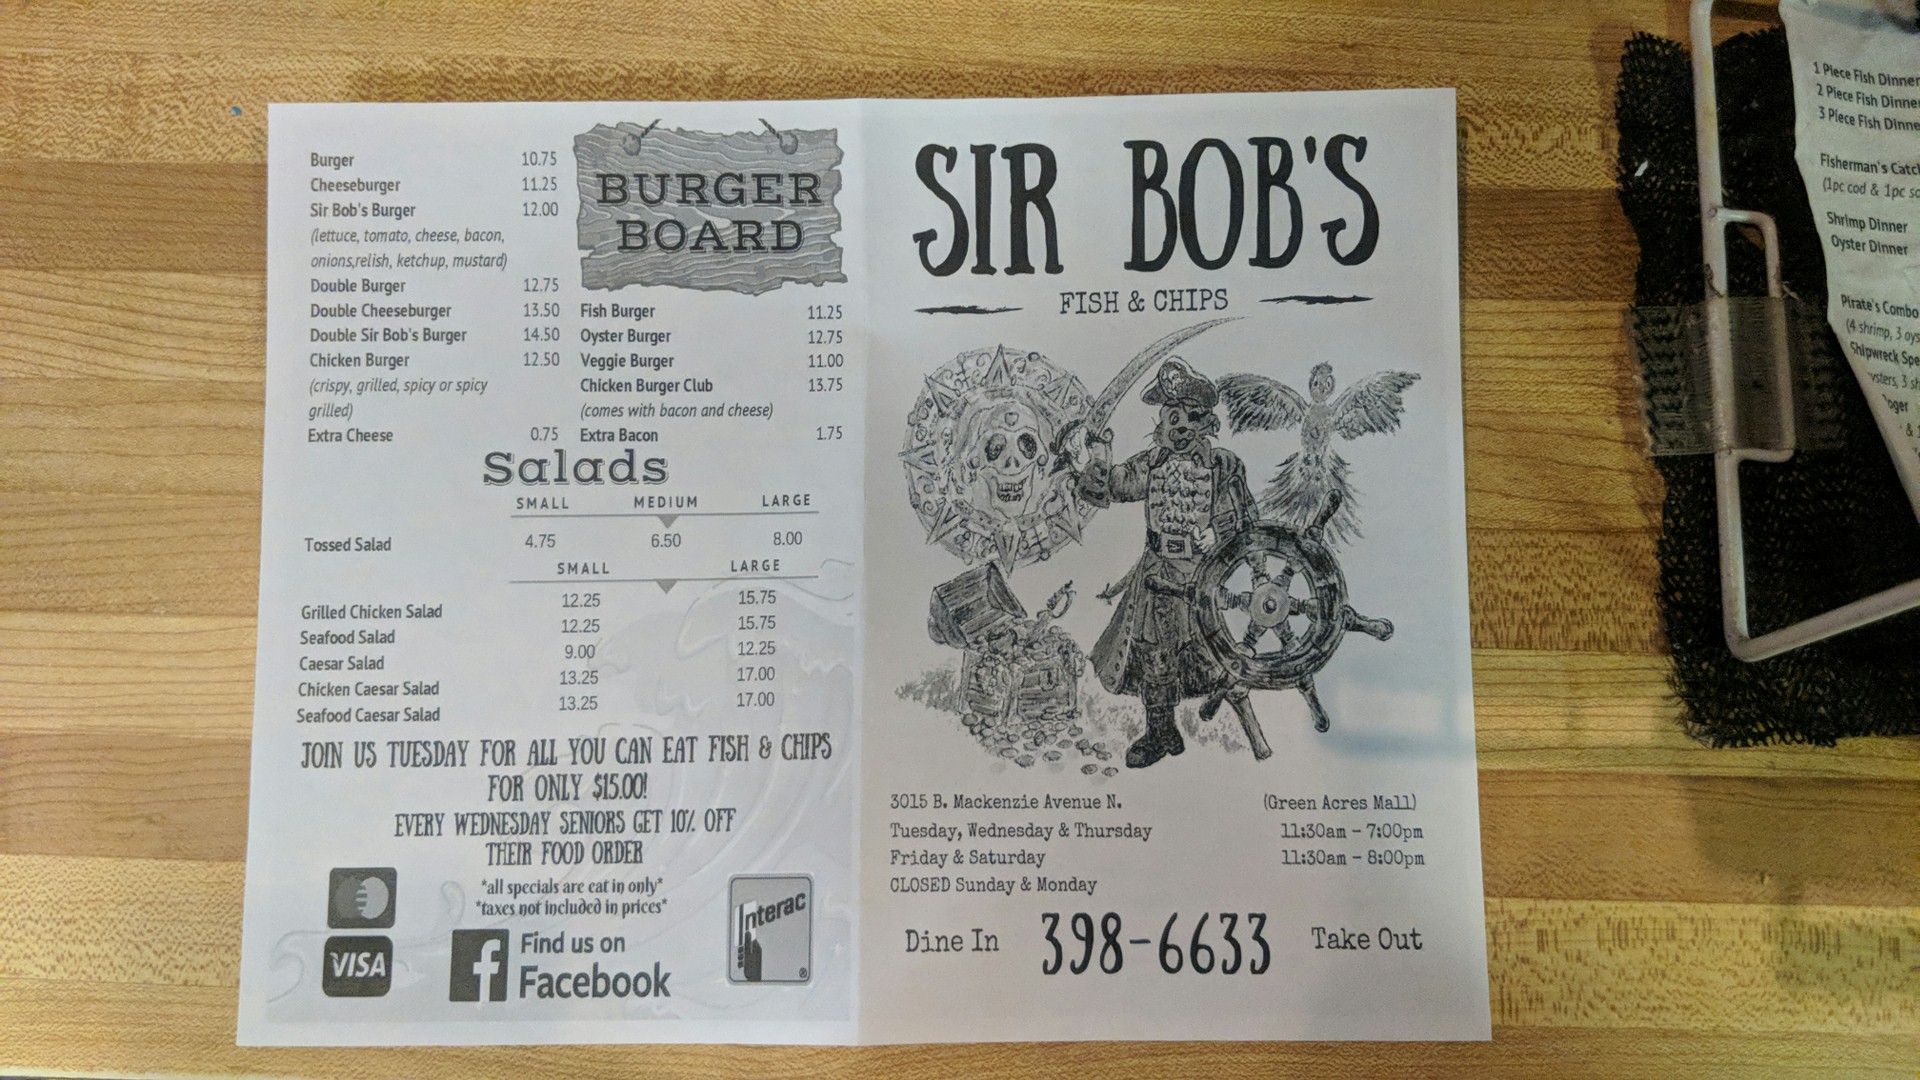 Burger 10.75
Cheeseburger 11.25
Sir Bob's Burger 12.00
(lettuce, tomato, cheese, bacon,
onions,relish, ketchup, mustard)
Double Burger 12.75
Double Cheeseburger 13.50
Double Sir Bob's Burger 14.50
Chicken Burger 12.50
(crispy, grilled, spicy or spicy
grilled)
Extra Cheese 0.75
BURGER
BOARD
Fish Burger 11.25
Oyster Burger 12.75
Veggie Burger 11.00
Chicken Burger Club 13.75
(comes with bacon and cheese)
Extra Bacon 1.75
Salads
SMALL MEDIUM LARGE
Tossed Salad 4.75 6.50 8.00
SMALL LARGE
Grilled Chicken Salad 12.25 15.75
Seafood Salad 12.25 15.75
Caesar Salad 9.00 12.25
Chicken Caesar Salad 13.25 17.00
Seafood Caesar Salad 13.25 17.00
JOIN US TUESDAY FOR ALL YOU CAN EAT FISH & CHIPS
FOR ONLY $15.00!
EVERY WEDNESDAY SENIORS GET 10% OFF
THEIR FOOD ORDER
*all specials are eat in only*
*taxes not included in prices*
VISA
f
Find us on
Facebook
Interac
SIR BOB'S
FISH & CHIPS
3015 B. Mackenzie Avenue N. (Green Acres Mall)
Tuesday, Wednesday & Thursday 11:30am - 7:00pm
Friday & Saturday 11:30am - 8:00pm
CLOSED Sunday & Monday
Dine In 398-6633 Take Out
1 Piece Fish Dinner
2 Piece Fish Dinne
3 Piece Fish Dinne
Fisherman's Catc
(1pc cod & 1pc
Shrimp Dinner
Oyster Dinner
Pirate's Combo
(4 shrimp, 3 oys
Shipwreck Spe